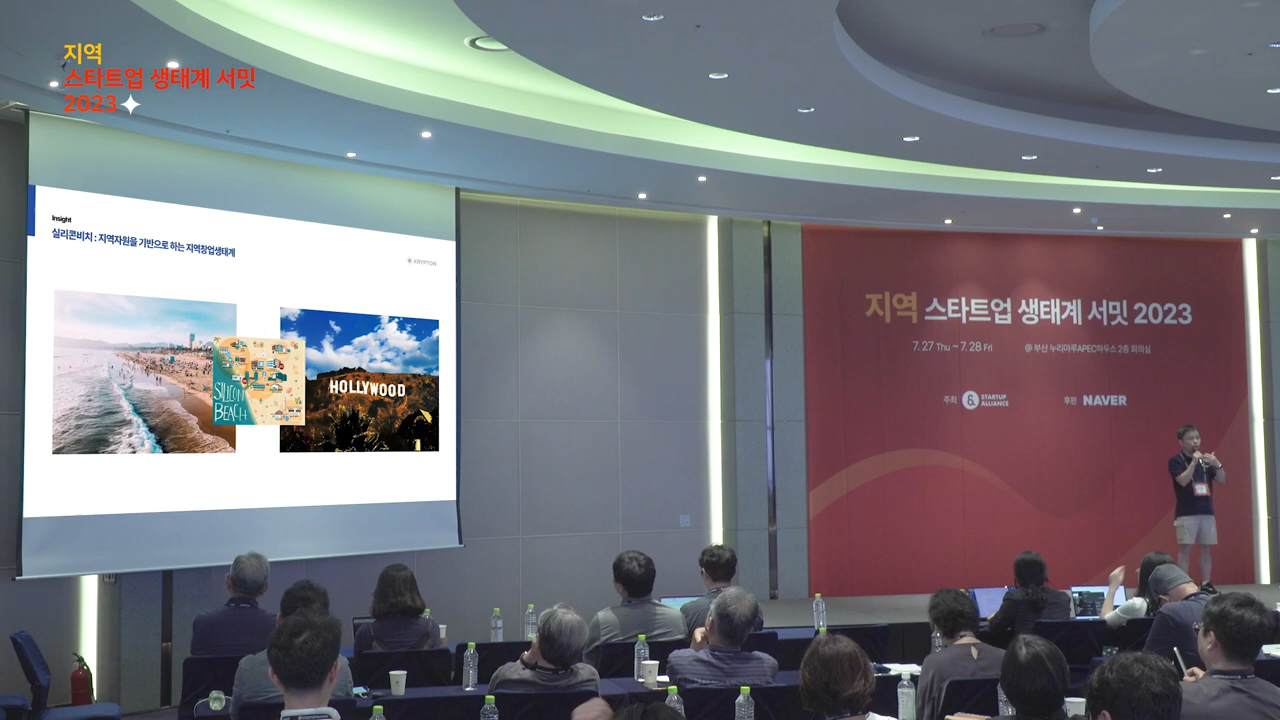 지역
스타트업 생태계 서밋
2023
Insight
실리콘비치 : 지역자원을 기반으로 하는 지역창업생태계
KRYPTON
SILICON
BEACH
HOLLYWOOD
지역 스타트업 생태계 서밋 2023
7.27 Thu ~ 7.28 Fri @ 부산 누리마루APEC하우스 2층 회의실
주최 STARTUP
ALLIANCE
후원 NAVER